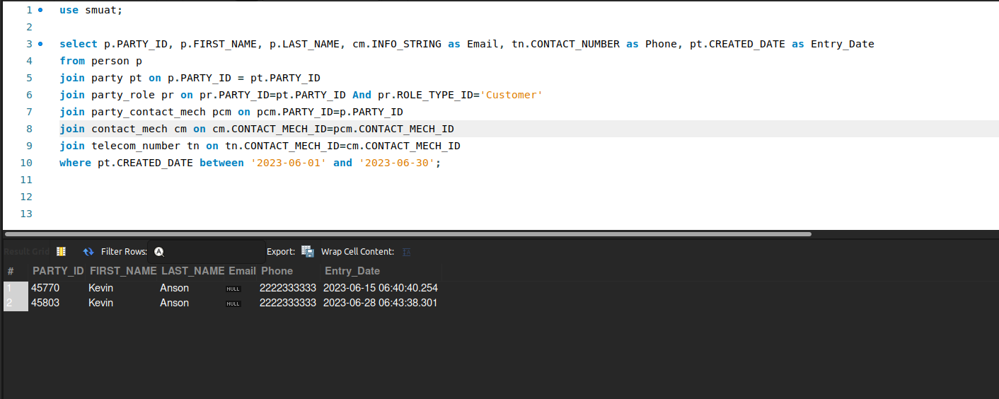 1 use smuat;
2
3 select p.PARTY_ID, p.FIRST_NAME, p.LAST_NAME, cm.INFO_STRING as Email, tn.CONTACT_NUMBER as Phone, pt.CREATED_DATE as Entry_Date
4 from person p
5 join party pt on p.PARTY_ID = pt.PARTY_ID
6 join party_role pr on pr.PARTY_ID=pt.PARTY_ID And pr.ROLE_TYPE_ID='Customer'
7 join party_contact_mech pcm on pcm.PARTY_ID=p.PARTY_ID
8 join contact_mech cm on cm.CONTACT_MECH_ID=pcm.CONTACT_MECH_ID
9 join telecom_number tn on tn.CONTACT_MECH_ID=cm.CONTACT_MECH_ID
10 where pt.CREATED_DATE between '2023-06-01' and '2023-06-30';
11
12
13
Result Grid Filter Rows: A Export: Wrap Cell Content: IA
# PARTY_ID FIRST_NAME LAST_NAME Email Phone Entry_Date
1 45770 Kevin Anson NULL 2222333333 2023-06-15 06:40:40.254
2 45803 Kevin Anson NULL 2222333333 2023-06-28 06:43:38.301